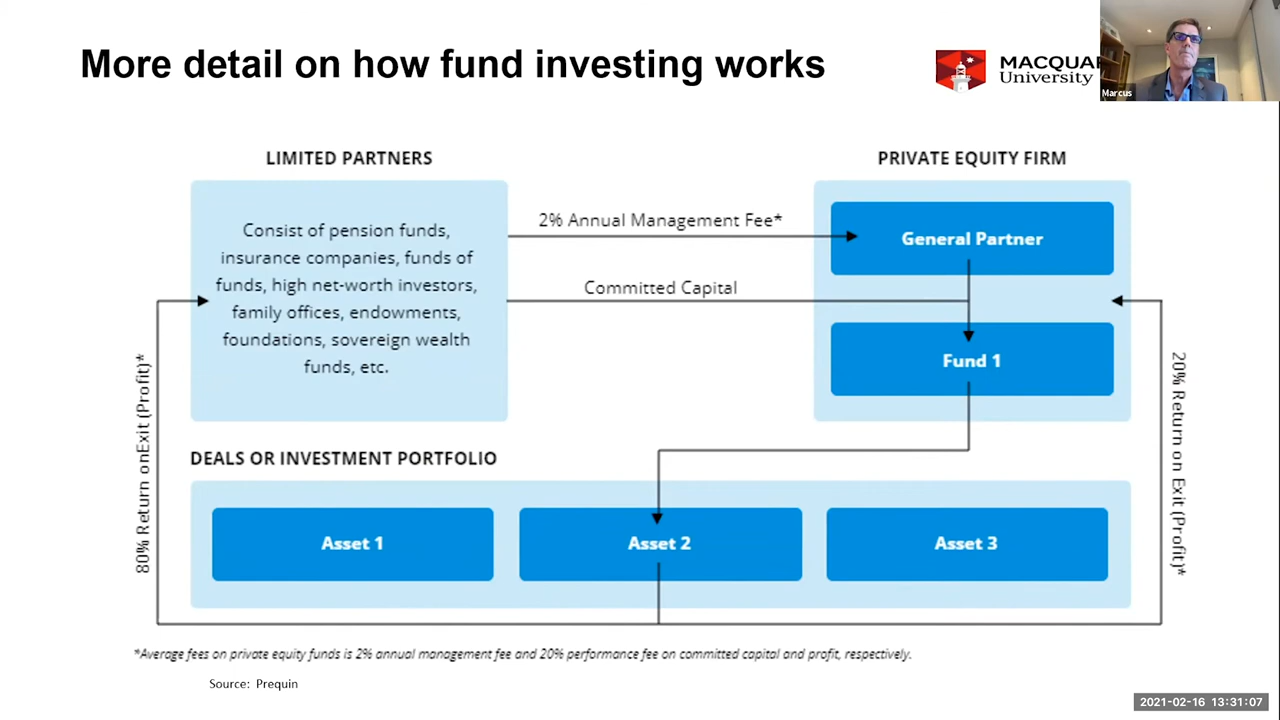 More detail on how fund investing works
MACQUAR
University
Marcus
LIMITED PARTNERS
PRIVATE EQUITY FIRM
Consist of pension funds,
insurance companies, funds of
funds, high net-worth investors,
family offices, endowments,
foundations, sovereign wealth
funds, etc.
2% Annual Management Fee*
Committed Capital
General Partner
Fund 1
80% Return onExit (Profit)*
20% Return on Exit (Profit)*
DEALS OR INVESTMENT PORTFOLIO
Asset 1
Asset 2
Asset 3
*Average fees on private equity funds is 2% annual management fee and 20% performance fee on committed capital and profit, respectively.
Source: Prequin
2021-02-16 13:31:07